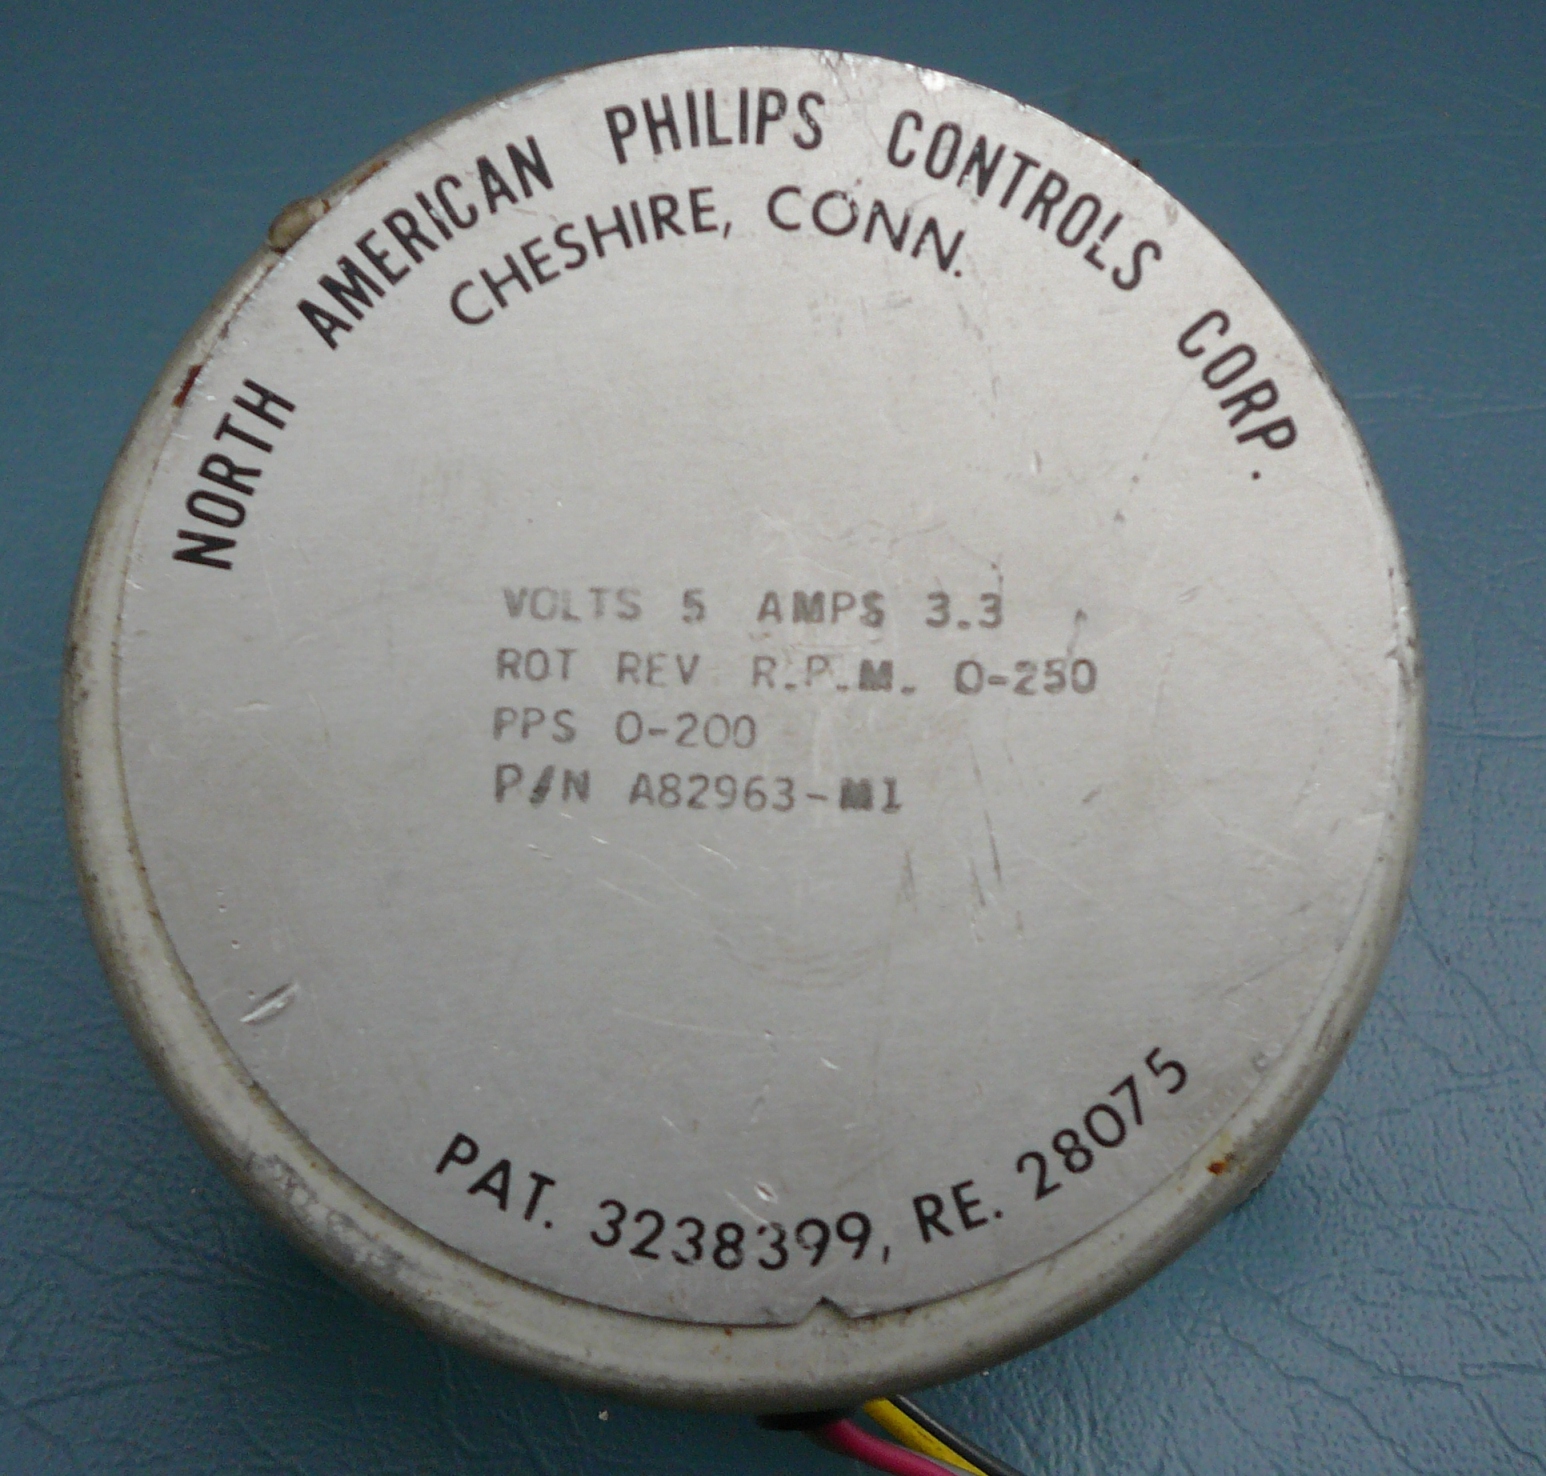 NORTH AMERICAN PHILIPS CONTROLS CORP.
CHESHIRE, CONN.
VOLTS 5 AMPS 3.3
ROT REV R.P.M. 0-250
PPS 0-200
P/N A82963-M1
PAT. 3238399, RE. 28075